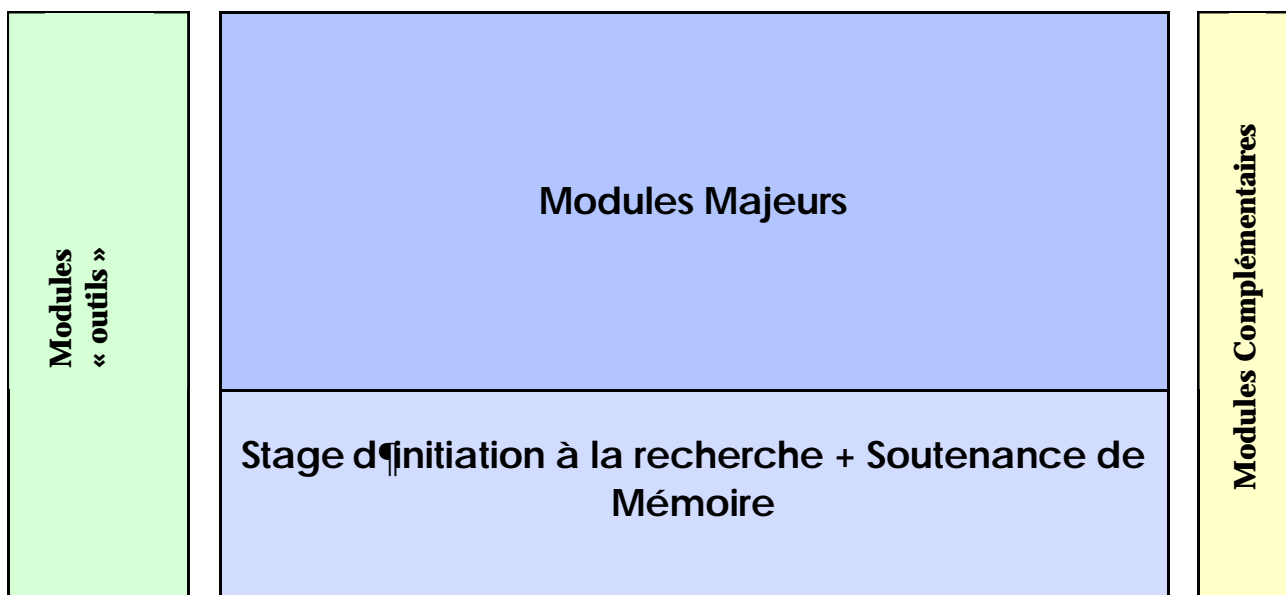 Modules
« outils »
Modules Majeurs
Stage d¶initiation à la recherche + Soutenance de
Mémoire
Modules Complémentaires